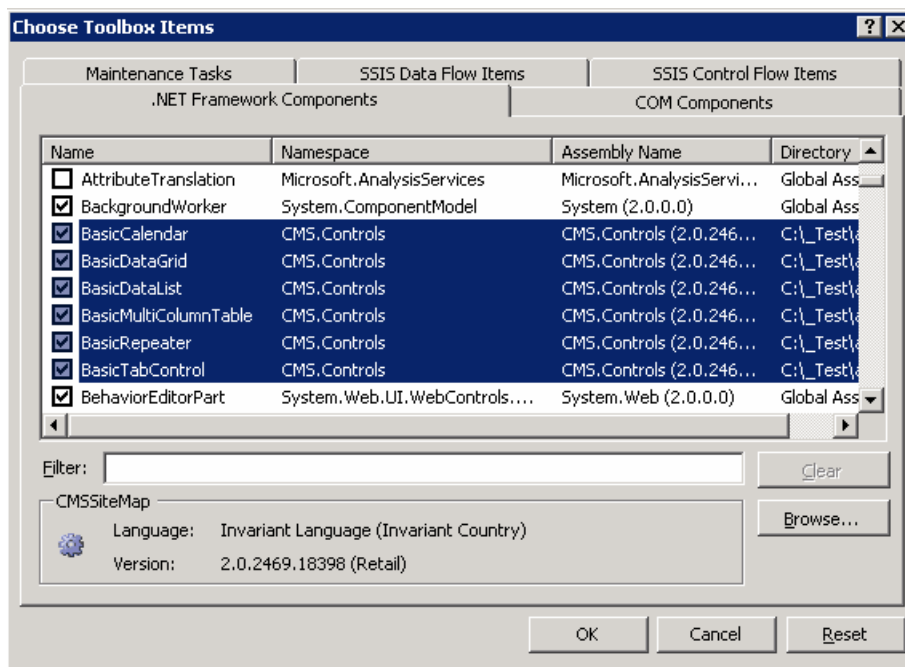 Choose Toolbox Items
Maintenance Tasks SSIS Data Flow Items SSIS Control Flow Items
.NET Framework Components COM Components
Name Namespace Assembly Name Directory
AttributeTranslation Microsoft.AnalysisServices Microsoft.AnalysisServi... Global Ass
BackgroundWorker System.ComponentModel System (2.0.0.0) Global Ass
BasicCalendar CMS.Controls CMS.Controls (2.0.246... C:\_Test\a
BasicDataGrid CMS.Controls CMS.Controls (2.0.246... C:\_Test\a
BasicDataList CMS.Controls CMS.Controls (2.0.246... C:\_Test\a
BasicMultiColumnTable CMS.Controls CMS.Controls (2.0.246... C:\_Test\a
BasicRepeater CMS.Controls CMS.Controls (2.0.246... C:\_Test\a
BasicTabControl CMS.Controls CMS.Controls (2.0.246... C:\_Test\a
BehaviorEditorPart System.Web.UI.WebControls.... System.Web (2.0.0.0) Global Ass
Filter: Clear
CMSSiteMap
Browse...
Language: Invariant Language (Invariant Country)
Version: 2.0.2469.18398 (Retail)
OK Cancel Reset